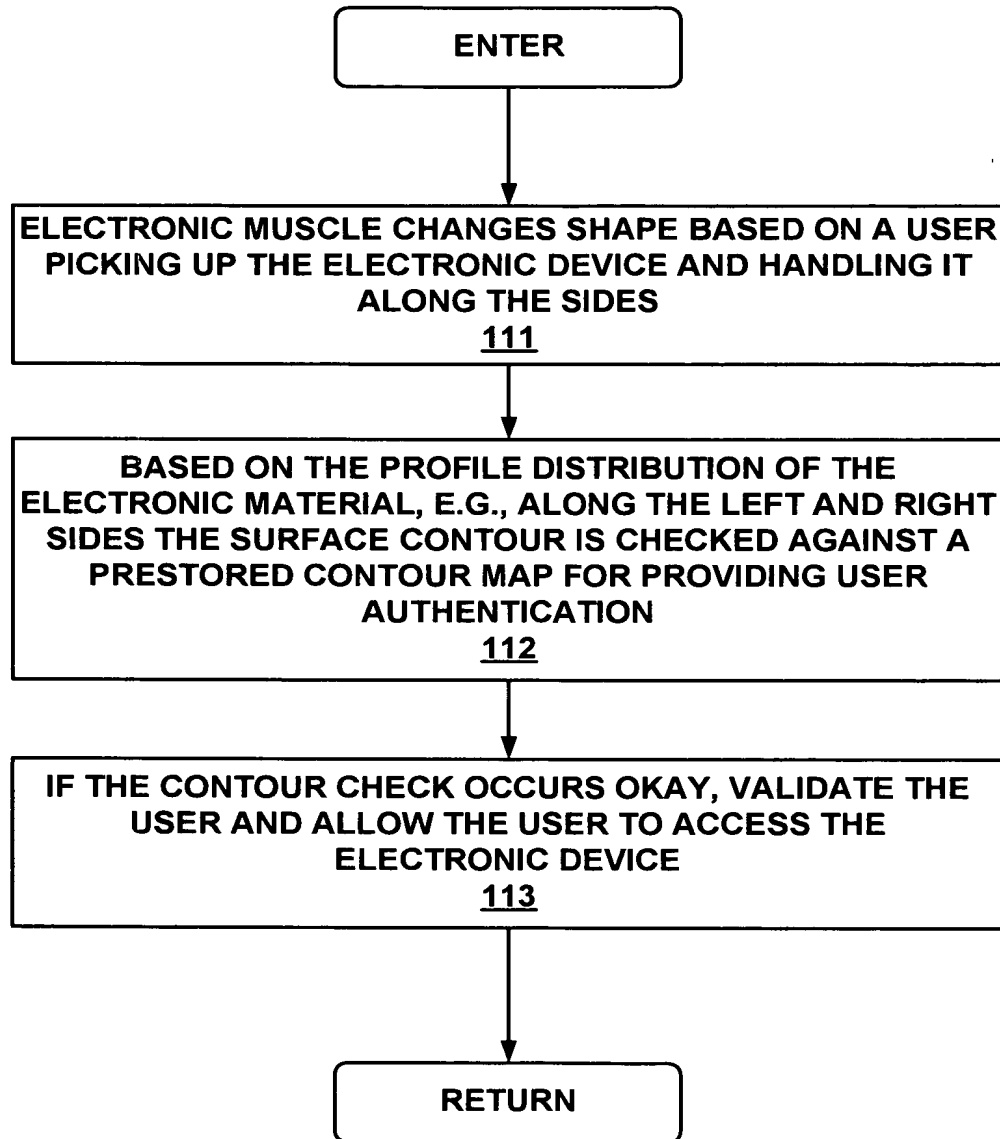 ENTER
ELECTRONIC MUSCLE CHANGES SHAPE BASED ON A USER
PICKING UP THE ELECTRONIC DEVICE AND HANDLING IT
ALONG THE SIDES
111
BASED ON THE PROFILE DISTRIBUTION OF THE
ELECTRONIC MATERIAL, E.G., ALONG THE LEFT AND RIGHT
SIDES THE SURFACE CONTOUR IS CHECKED AGAINST A
PRESTORED CONTOUR MAP FOR PROVIDING USER
AUTHENTICATION
112
IF THE CONTOUR CHECK OCCURS OKAY, VALIDATE THE
USER AND ALLOW THE USER TO ACCESS THE
ELECTRONIC DEVICE
113
RETURN